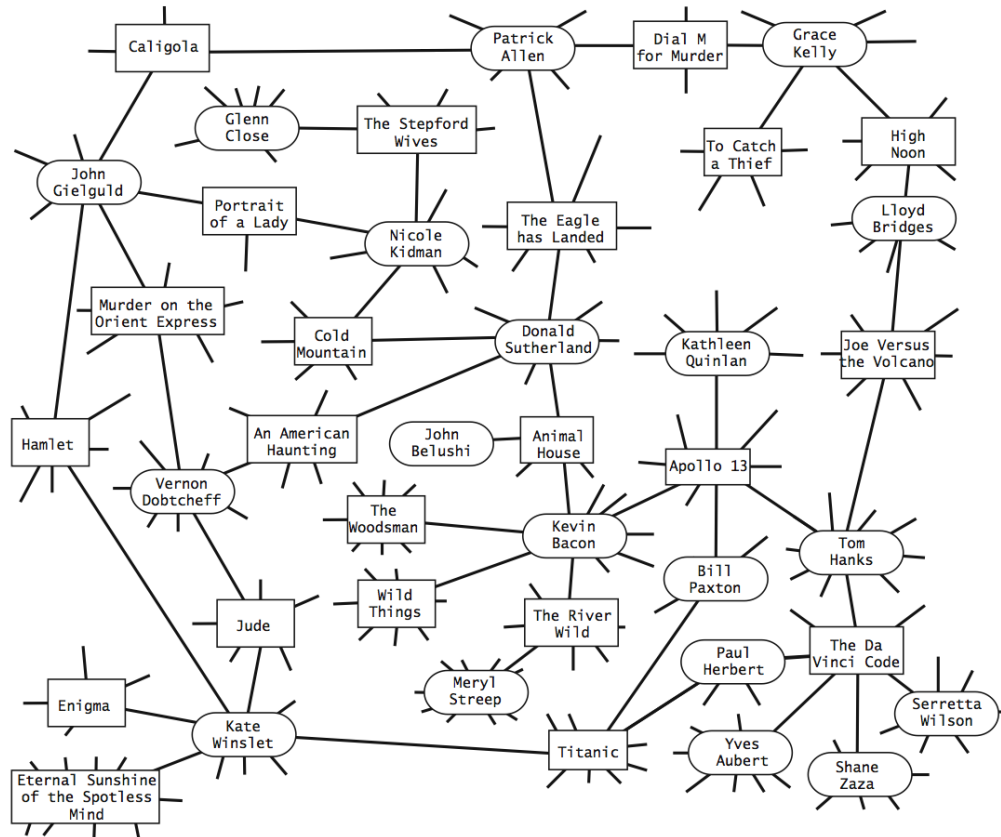 Caligola
Patrick
Allen
Dial M
for Murder
Grace
Kelly
Glenn
Close
The Stepford
Wives
To Catch
a Thief
High
Noon
John
Gielguld
Portrait
of a Lady
Nicole
Kidman
The Eagle
has Landed
Lloyd
Bridges
Murder on the
Orient Express
Cold
Mountain
Donald
Sutherland
Kathleen
Quinlan
Joe Versus
the Volcano
Hamlet
An American
Haunting
John
Belushi
Animal
House
Apollo 13
Vernon
Dobtcheff
The
Woodsman
Kevin
Bacon
Tom
Hanks
Bill
Paxton
Wild
Things
Jude
The River
Wild
Paul
Herbert
The Da
Vinci Code
Meryl
Streep
Enigma
Kate
Winslet
Titanic
Yves
Aubert
Serretta
Wilson
Shane
Zaza
Eternal Sunshine
of the Spotless
Mind